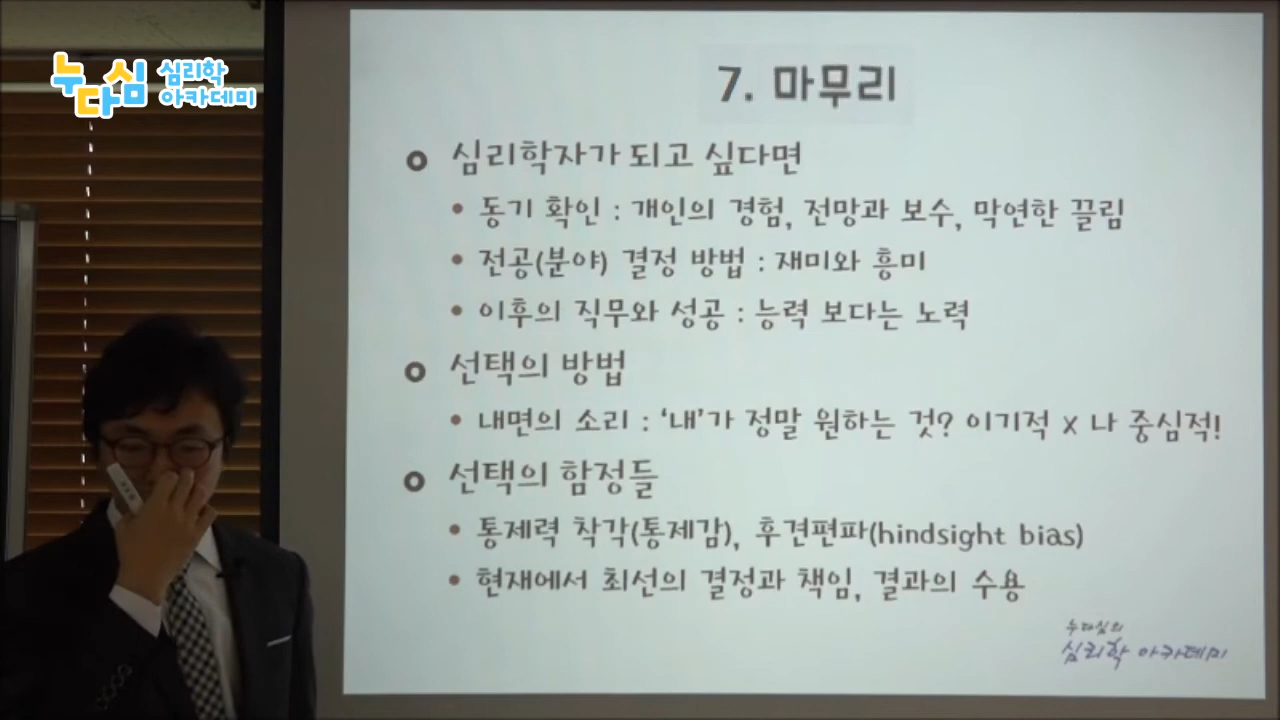 누다심 심리학
아카데미
7. 마무리
심리학자가 되고 싶다면
동기 확인 : 개인의 경험, 전망과 보수, 막연한 끌림
전공(분야) 결정 방법 : 재미와 흥미
이후의 직무와 성공 : 능력 보다는 노력
선택의 방법
내면의 소리 : ‘내’가 정말 원하는 것? 이기적 X 나 중심적!
선택의 함정들
통제력 착각(통제감), 후견편파(hindsight bias)
현재에서 최선의 결정과 책임, 결과의 수용
누다심의
심리학 아카데미